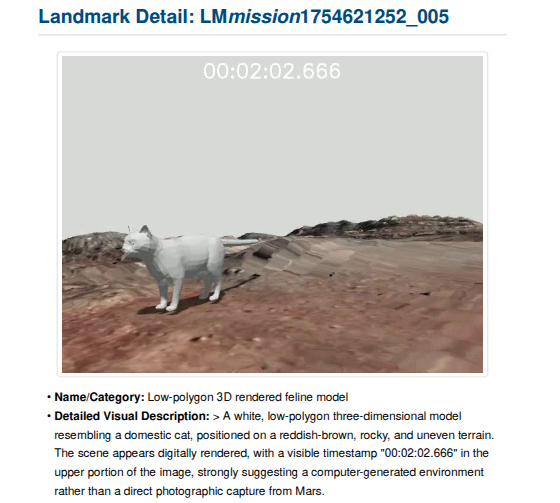 Landmark Detail: LMmission1754621252_005
00:02:02.666
• Name/Category: Low-polygon 3D rendered feline model
• Detailed Visual Description: > A white, low-polygon three-dimensional model
resembling a domestic cat, positioned on a reddish-brown, rocky, and uneven terrain.
The scene appears digitally rendered, with a visible timestamp "00:02:02.666" in the
upper portion of the image, strongly suggesting a computer-generated environment
rather than a direct photographic capture from Mars.